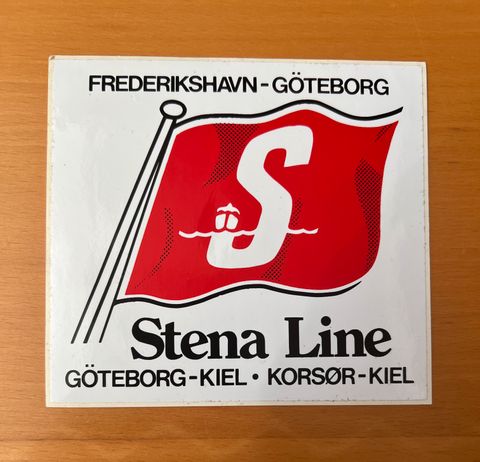 FREDERIKSHAVN-GÖTEBORG
S
Stena Line
GÖTEBORG-KIEL • KORSØR-KIEL